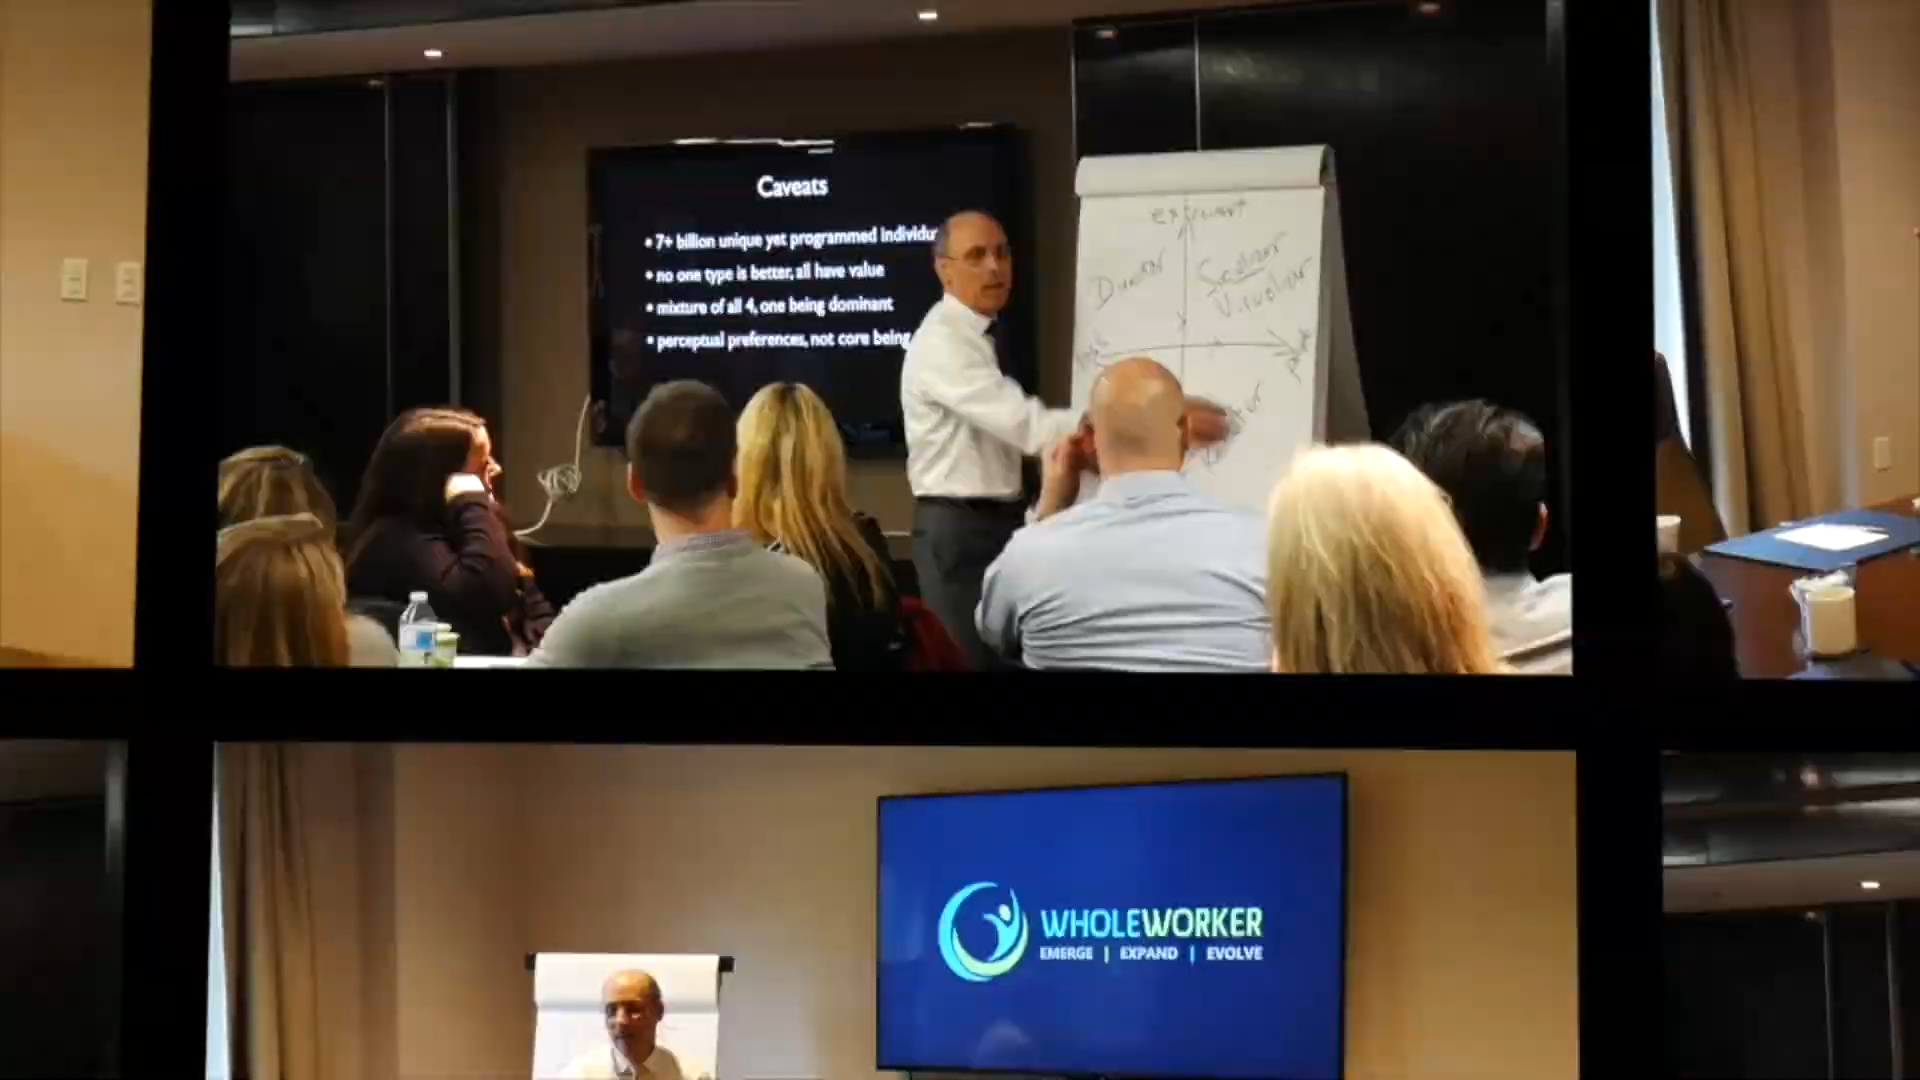 Caveats
• 7+ billion unique yet programmed individu
• no one type is better, all have value
• mixture of all 4, one being dominant
• perceptual preferences, not core being
Director
WHOLEWORKER
EMERGE | EXPAND | EVOLVE